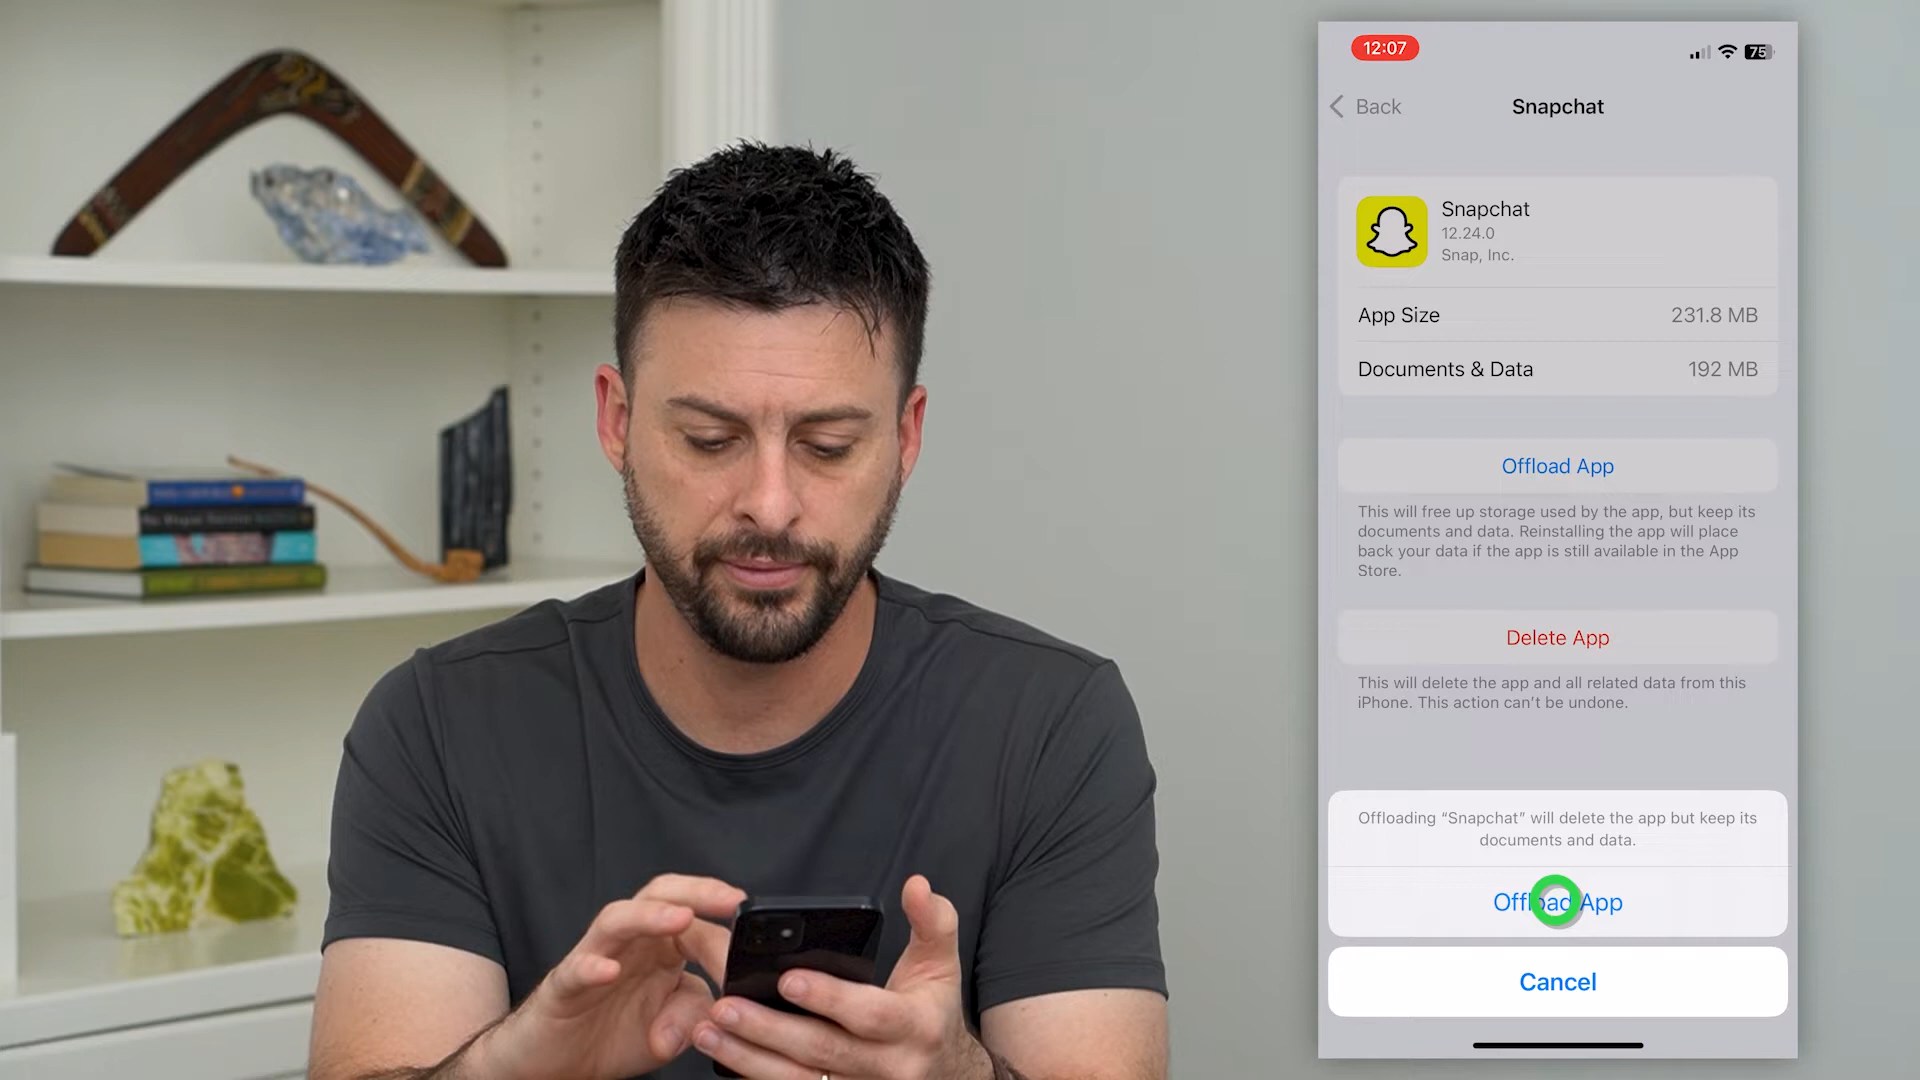 12:07
75
Back
Snapchat
Snapchat
12.24.0
Snap, Inc.
App Size
231.8 MB
Documents & Data
192 MB
Offload App
This will free up storage used by the app, but keep its
documents and data. Reinstalling the app will place
back your data if the app is still available in the App
Store.
Delete App
This will delete the app and all related data from this
iPhone. This action can't be undone.
Offloading “Snapchat” will delete the app but keep its
documents and data.
Offload App
Cancel